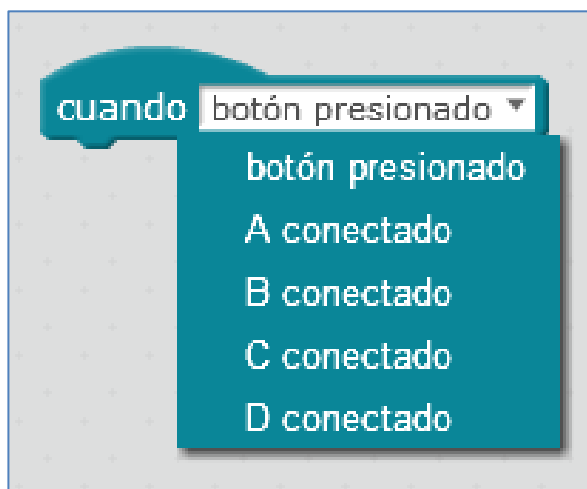 cuando botón presionado
botón presionado
A conectado
B conectado
C conectado
D conectado